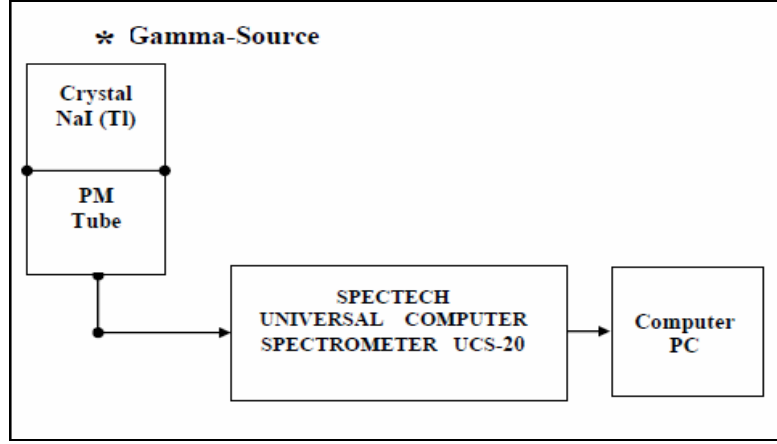 * Gamma-Source
Crystal
NaI (Tl)
PM
Tube
SPECTECH
UNIVERSAL COMPUTER
SPECTROMETER UCS-20
Computer
PC